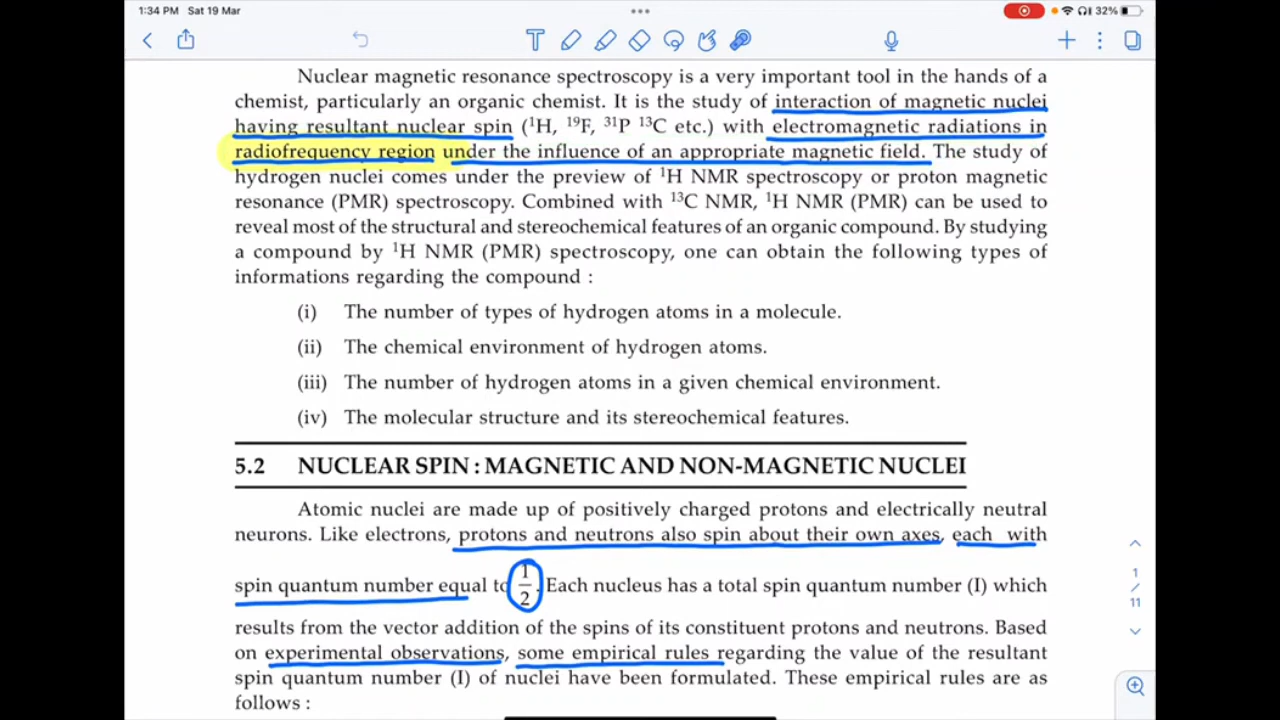 1:34 PM Sat 19 Mar
32%
Nuclear magnetic resonance spectroscopy is a very important tool in the hands of a
chemist, particularly an organic chemist. It is the study of interaction of magnetic nuclei
having resultant nuclear spin (¹H, ¹⁹F, ³¹P ¹³C etc.) with electromagnetic radiations in
radiofrequency region under the influence of an appropriate magnetic field. The study of
hydrogen nuclei comes under the preview of ¹H NMR spectroscopy or proton magnetic
resonance (PMR) spectroscopy. Combined with ¹³C NMR, ¹H NMR (PMR) can be used to
reveal most of the structural and stereochemical features of an organic compound. By studying
a compound by ¹H NMR (PMR) spectroscopy, one can obtain the following types of
informations regarding the compound :
(i) The number of types of hydrogen atoms in a molecule.
(ii) The chemical environment of hydrogen atoms.
(iii) The number of hydrogen atoms in a given chemical environment.
(iv) The molecular structure and its stereochemical features.
5.2 NUCLEAR SPIN : MAGNETIC AND NON-MAGNETIC NUCLEI
Atomic nuclei are made up of positively charged protons and electrically neutral
neurons. Like electrons, protons and neutrons also spin about their own axes, each with
spin quantum number equal to 1/2. Each nucleus has a total spin quantum number (I) which
results from the vector addition of the spins of its constituent protons and neutrons. Based
on experimental observations, some empirical rules regarding the value of the resultant
spin quantum number (I) of nuclei have been formulated. These empirical rules are as
follows :
1
/
11